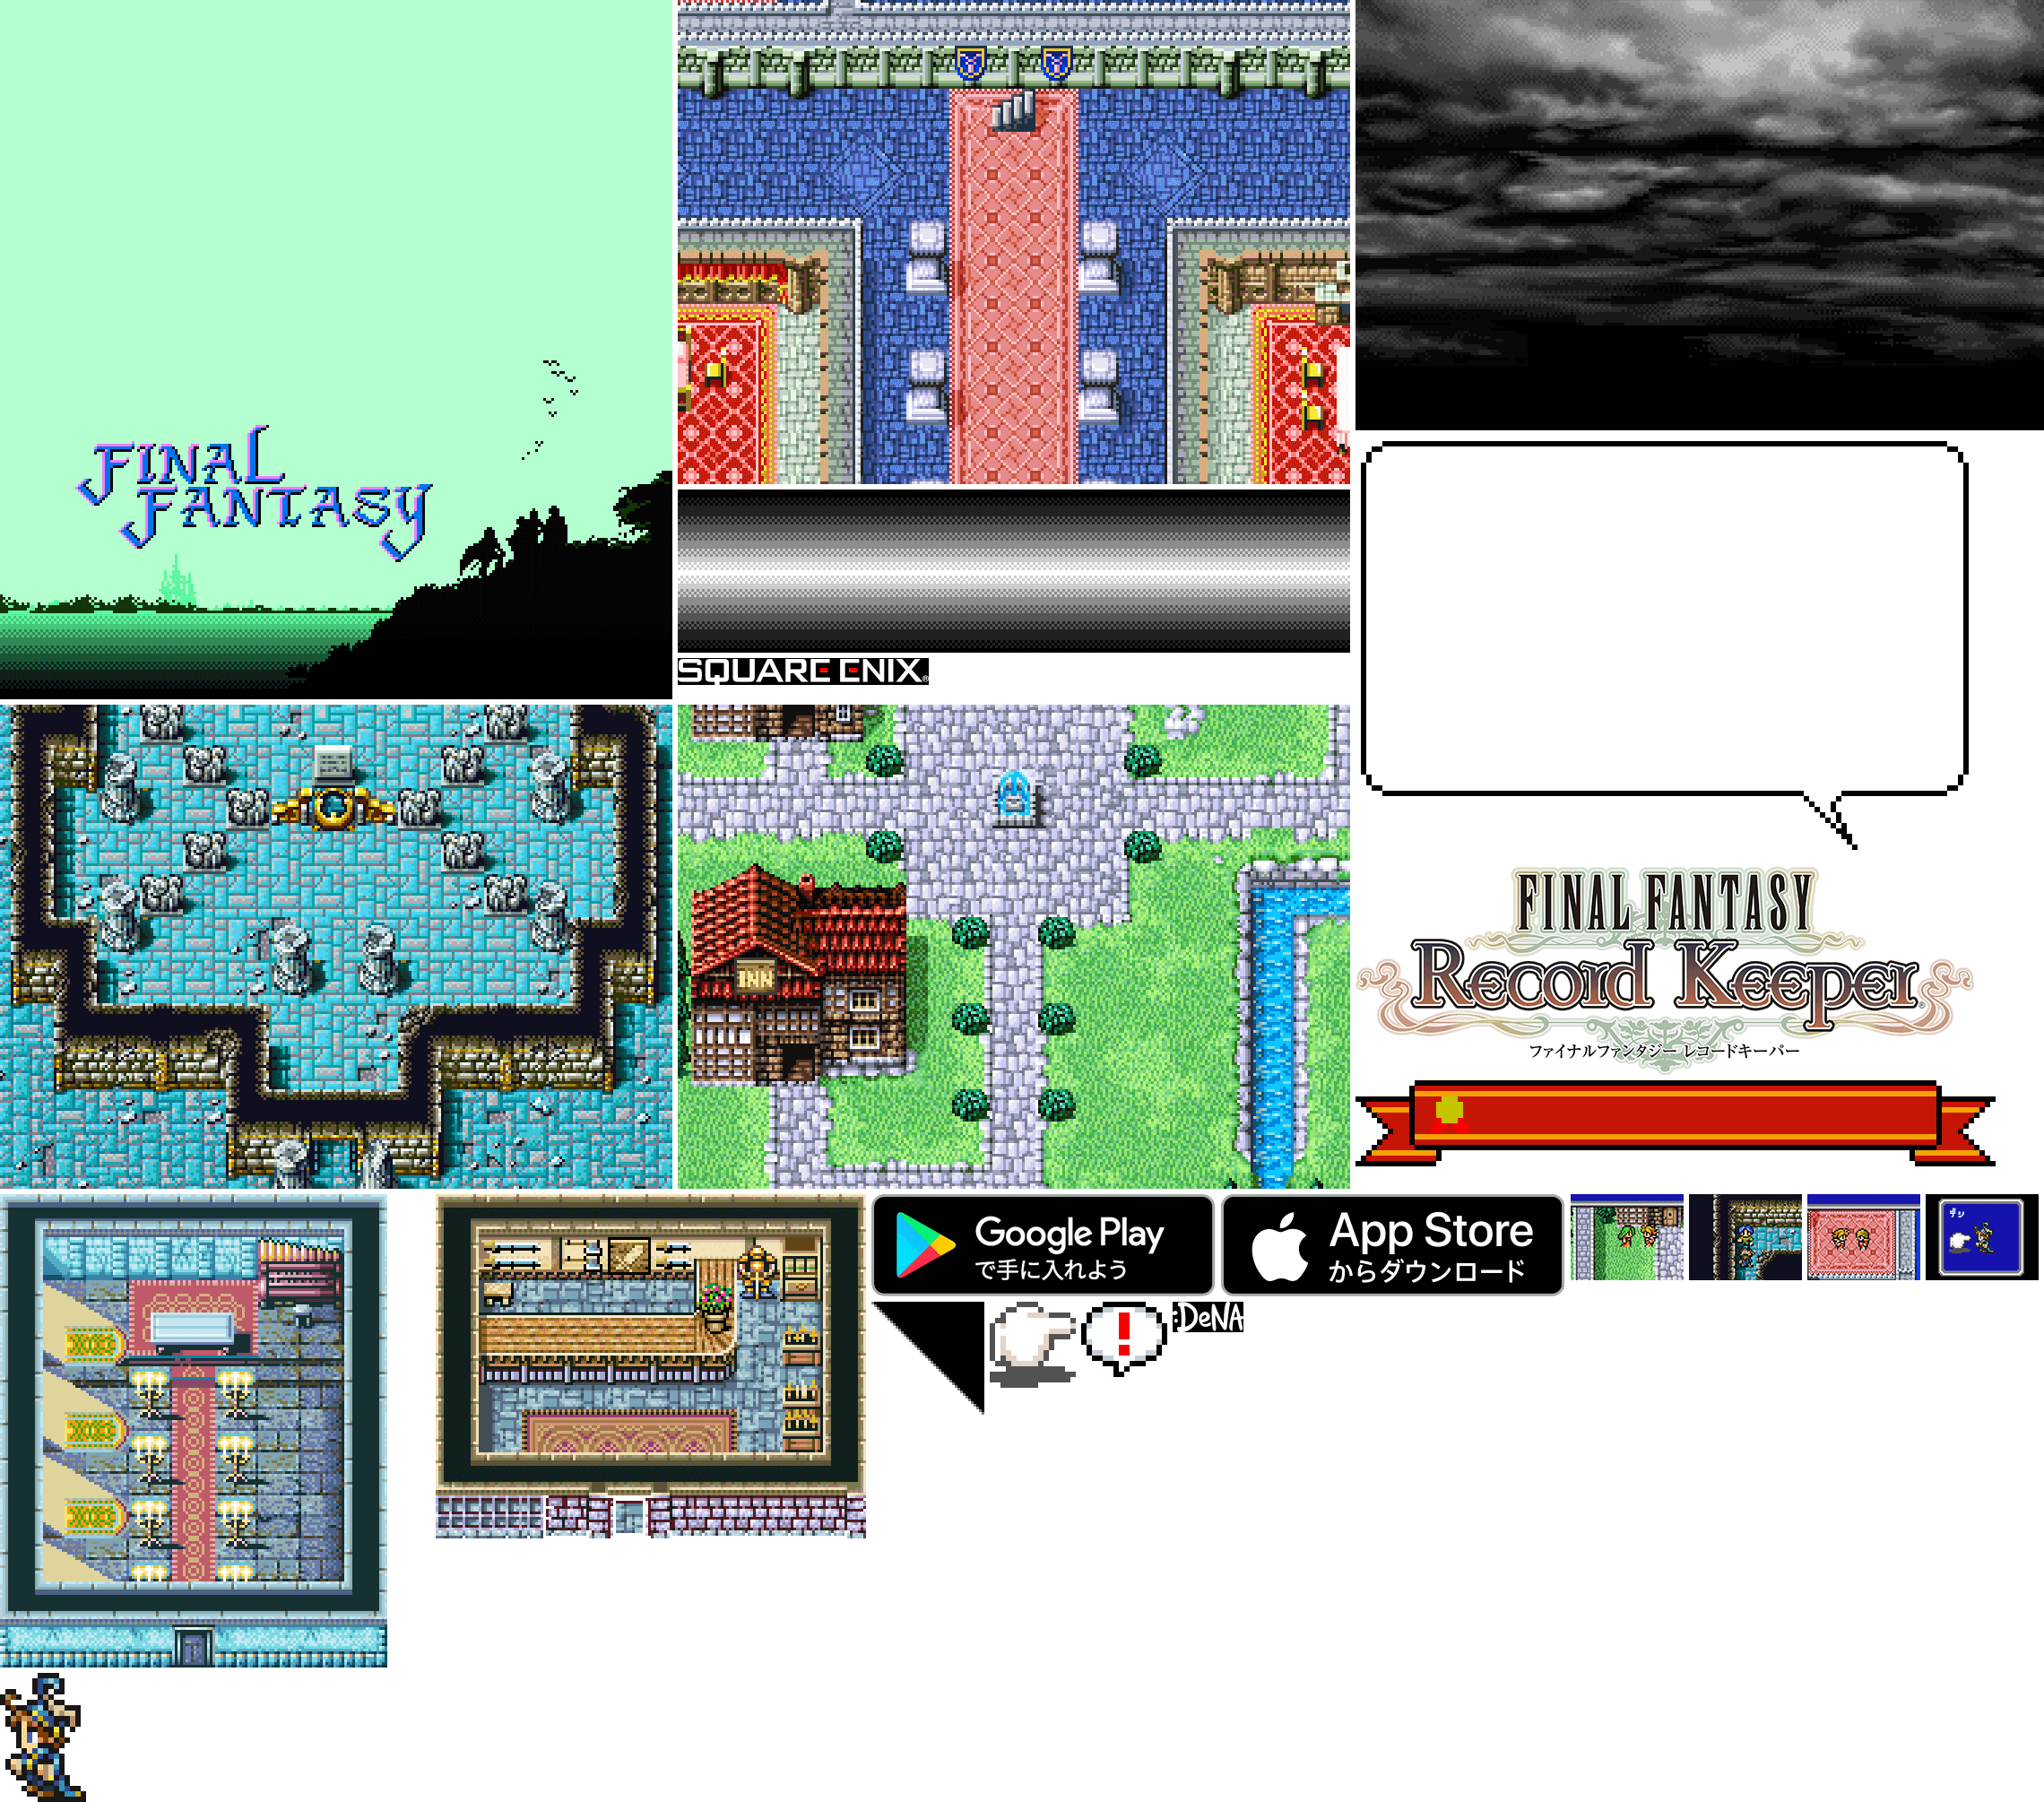 FINAL
FANTASY
SQUARE ENIX®
INN
FINAL FANTASY
RECORD KEEPER®
ファイナルファンタジー レコードキーパー
Google Play
で手に入れよう
App Store
からダウンロード
デシ
!
:DeNA